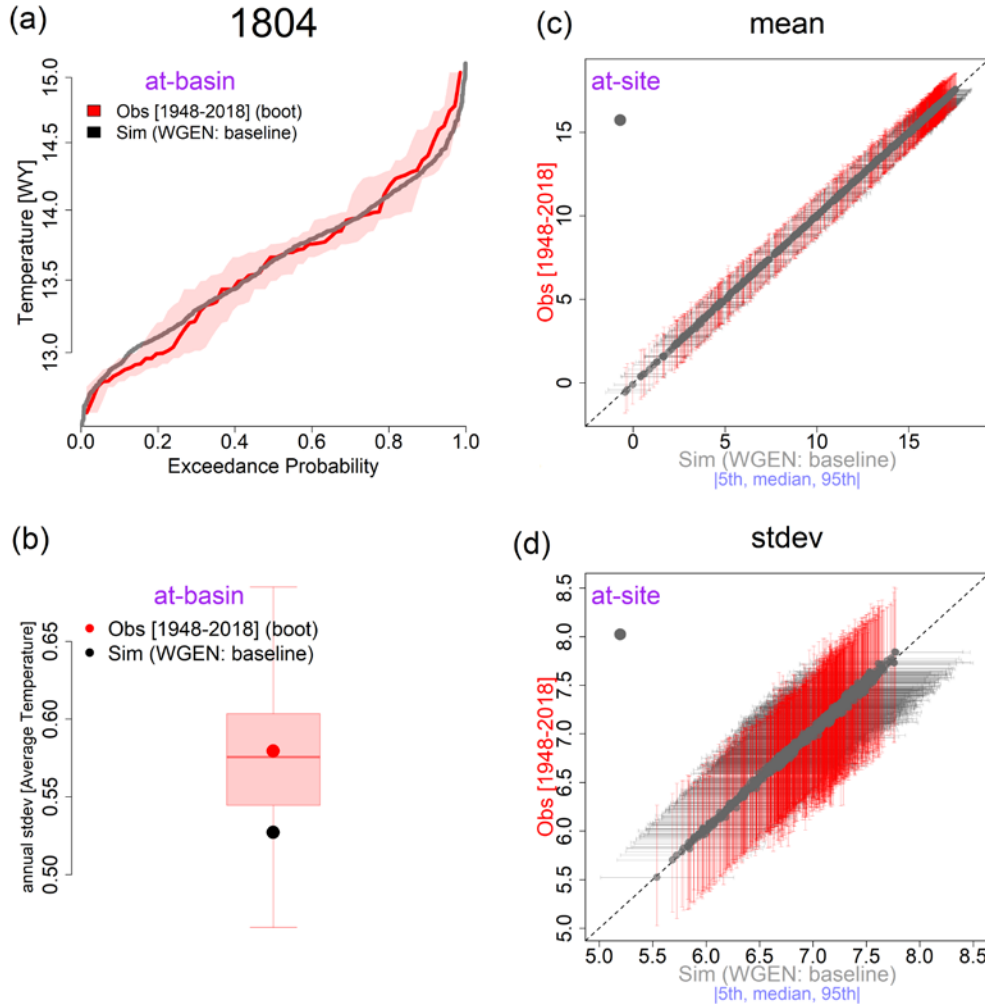 (a)
1804
at-basin
Obs [1948-2018] (boot)
Sim (WGEN: baseline)
Temperature [WY]
15.0
14.5
14.0
13.5
13.0
0.0 0.2 0.4 0.6 0.8 1.0
Exceedance Probability
(c)
mean
at-site
Obs [1948-2018]
15
10
5
0
0 5 10 15
Sim (WGEN: baseline)
|5th, median, 95th|
(b)
at-basin
Obs [1948-2018] (boot)
Sim (WGEN: baseline)
annual stdev [Average Temperature]
0.65
0.60
0.55
0.50
(d)
stdev
at-site
Obs [1948-2018]
8.5
8.0
7.5
7.0
6.5
6.0
5.5
5.0
5.0 5.5 6.0 6.5 7.0 7.5 8.0 8.5
Sim (WGEN: baseline)
|5th, median, 95th|